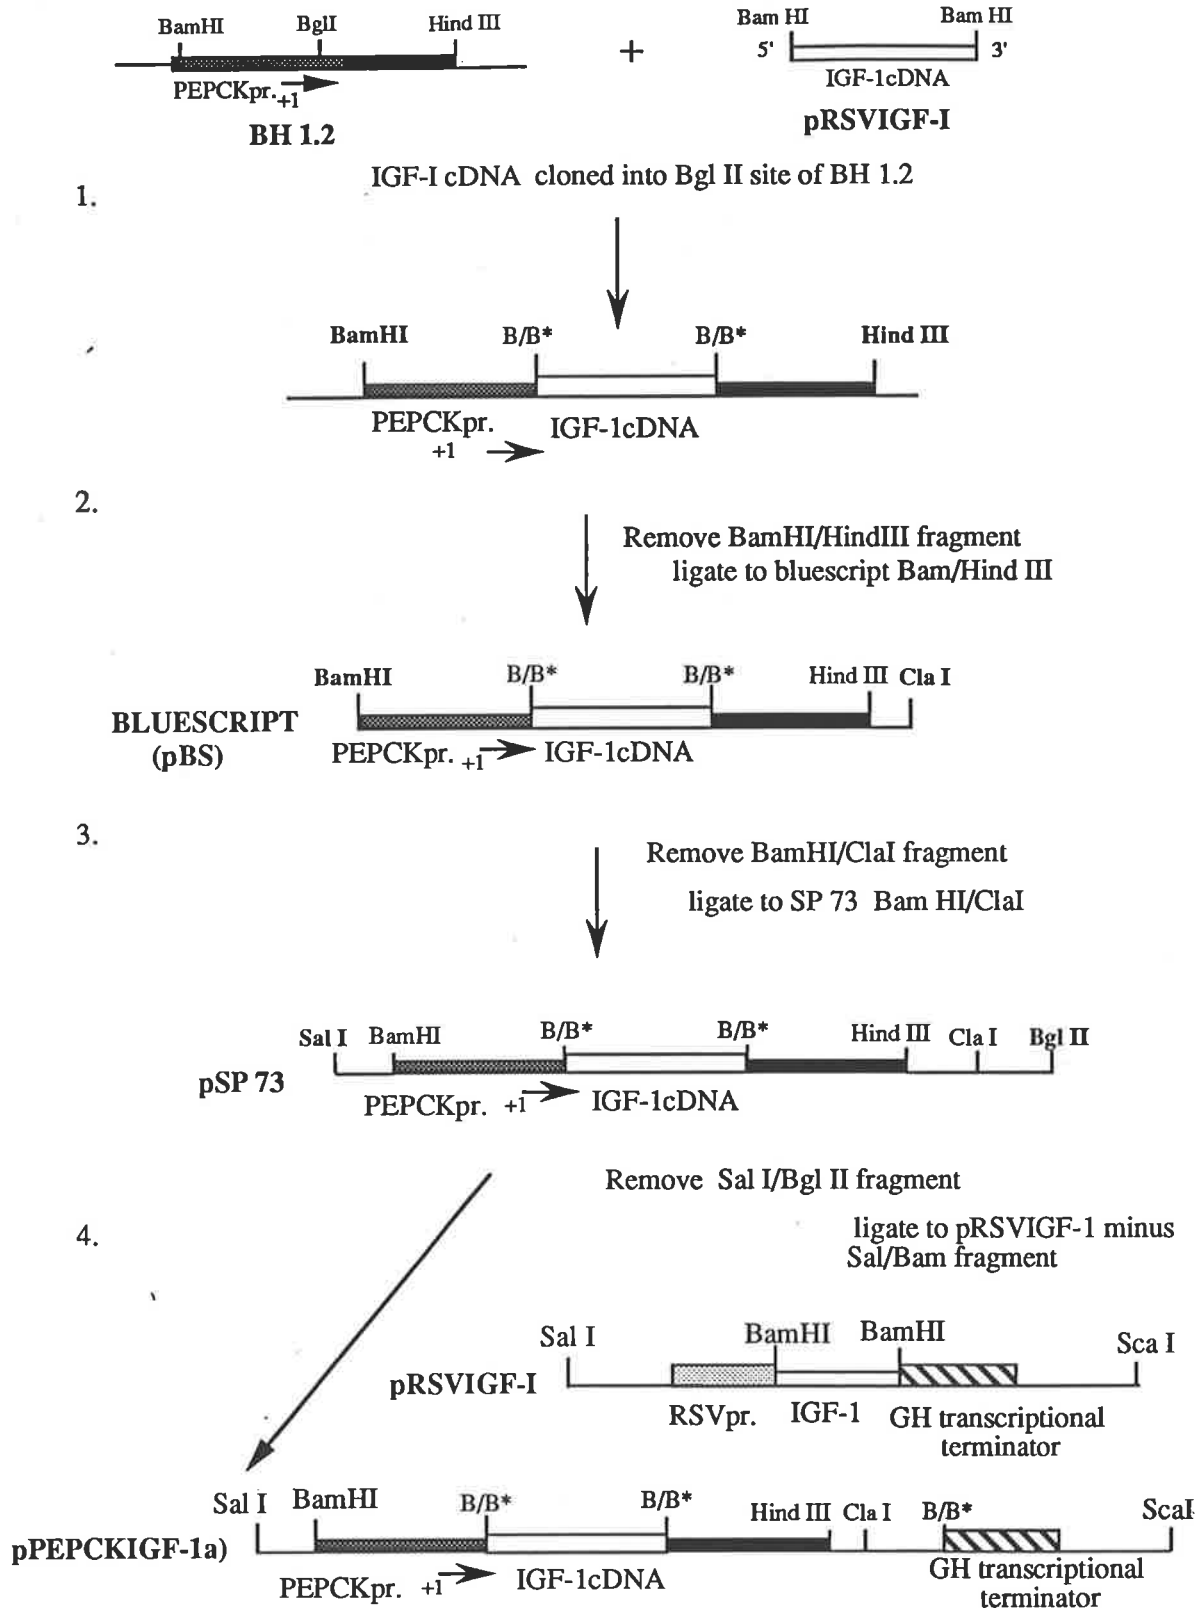 BamHI BglI Hind III
PEPCKpr. +1
BH 1.2
+
Bam HI Bam HI
5' 3'
IGF-1cDNA
pRSVIGF-I
1.
IGF-I cDNA cloned into Bgl II site of BH 1.2
BamHI B/B* B/B* Hind III
PEPCKpr. IGF-1cDNA
+1
2.
Remove BamHI/HindIII fragment
ligate to bluescript Bam/Hind III
BamHI B/B* B/B* Hind III Cla I
BLUESCRIPT
(pBS)
PEPCKpr. +1 IGF-1cDNA
3.
Remove BamHI/ClaI fragment
ligate to SP 73 Bam HI/ClaI
Sal I BamHI B/B* B/B* Hind III Cla I Bgl II
pSP 73
PEPCKpr. +1 IGF-1cDNA
4.
Remove Sal I/Bgl II fragment
ligate to pRSVIGF-1 minus
Sal/Bam fragment
Sal I BamHI BamHI Sca I
pRSVIGF-I
RSVpr. IGF-1 GH transcriptional
terminator
Sal I BamHI B/B* B/B* Hind III Cla I B/B* ScaI
pPEPCKIGF-1a)
PEPCKpr. +1 IGF-1cDNA
GH transcriptional
terminator